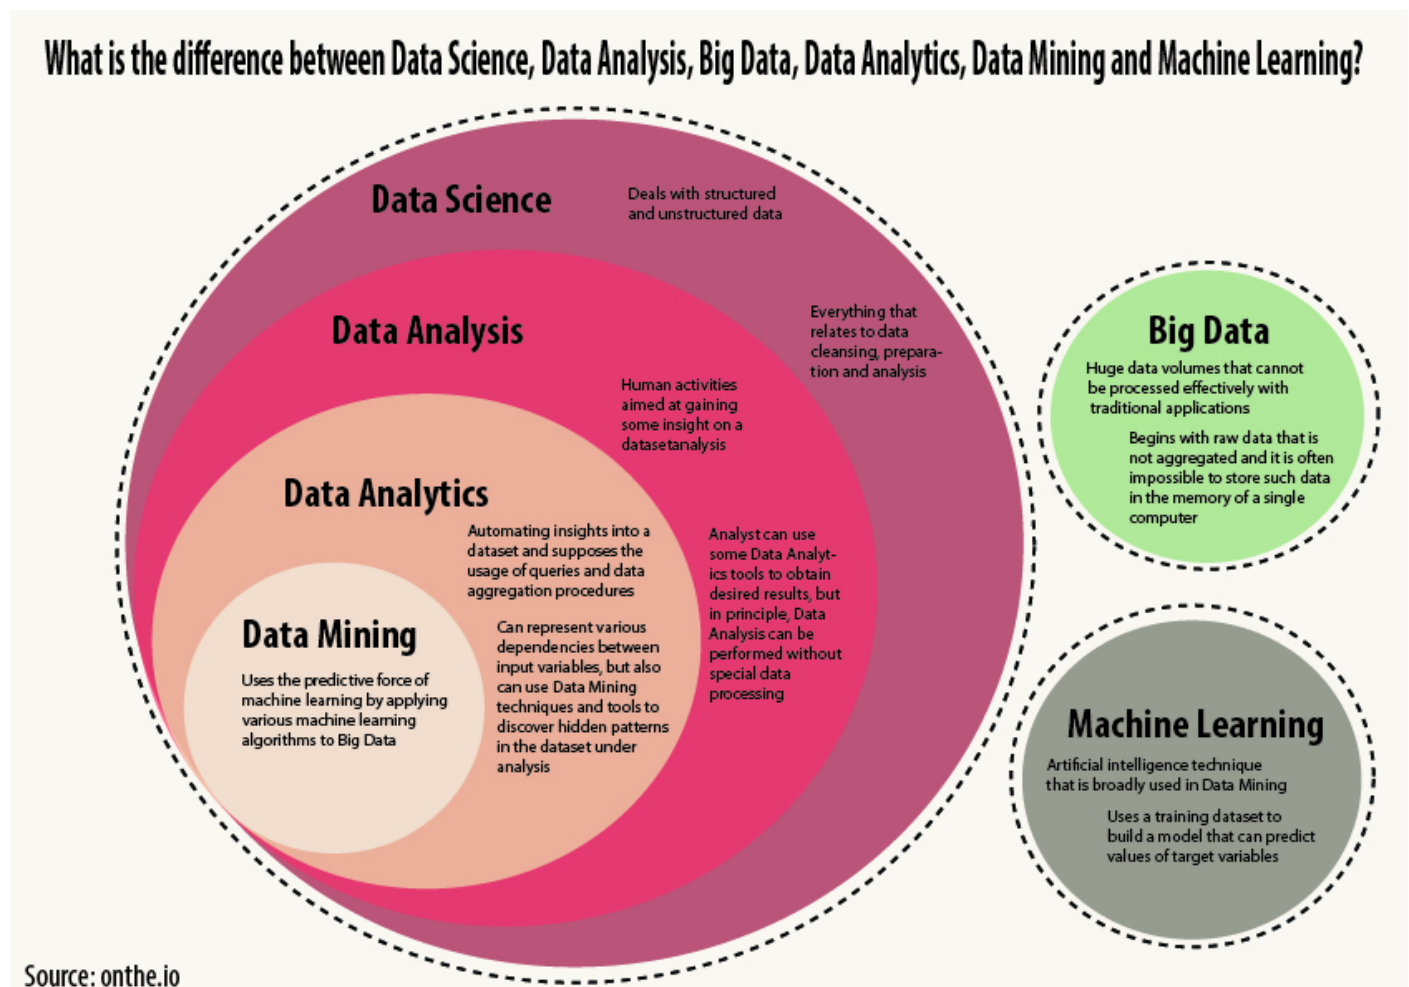 What is the difference between Data Science, Data Analysis, Big Data, Data Analytics, Data Mining and Machine Learning?
Data Science
Deals with structured
and unstructured data
Everything that
relates to data
cleansing, prepara-
tion and analysis
Data Analysis
Human activities
aimed at gaining
some insight on a
datasetanalysis
Analyst can use
some Data Analyt-
ics tools to obtain
desired results, but
in principle, Data
Analysis can be
performed without
special data
processing
Data Analytics
Automating insights into a
dataset and supposes the
usage of queries and data
aggregation procedures
Can represent various
dependencies between
input variables, but also
can use Data Mining
techniques and tools to
discover hidden patterns
in the dataset under
analysis
Data Mining
Uses the predictive force of
machine learning by applying
various machine learning
algorithms to Big Data
Big Data
Huge data volumes that cannot
be processed effectively with
traditional applications
Begins with raw data that is
not aggregated and it is often
impossible to store such data
in the memory of a single
computer
Machine Learning
Artificial intelligence technique
that is broadly used in Data Mining
Uses a training dataset to
build a model that can predict
values of target variables
Source: onthe.io